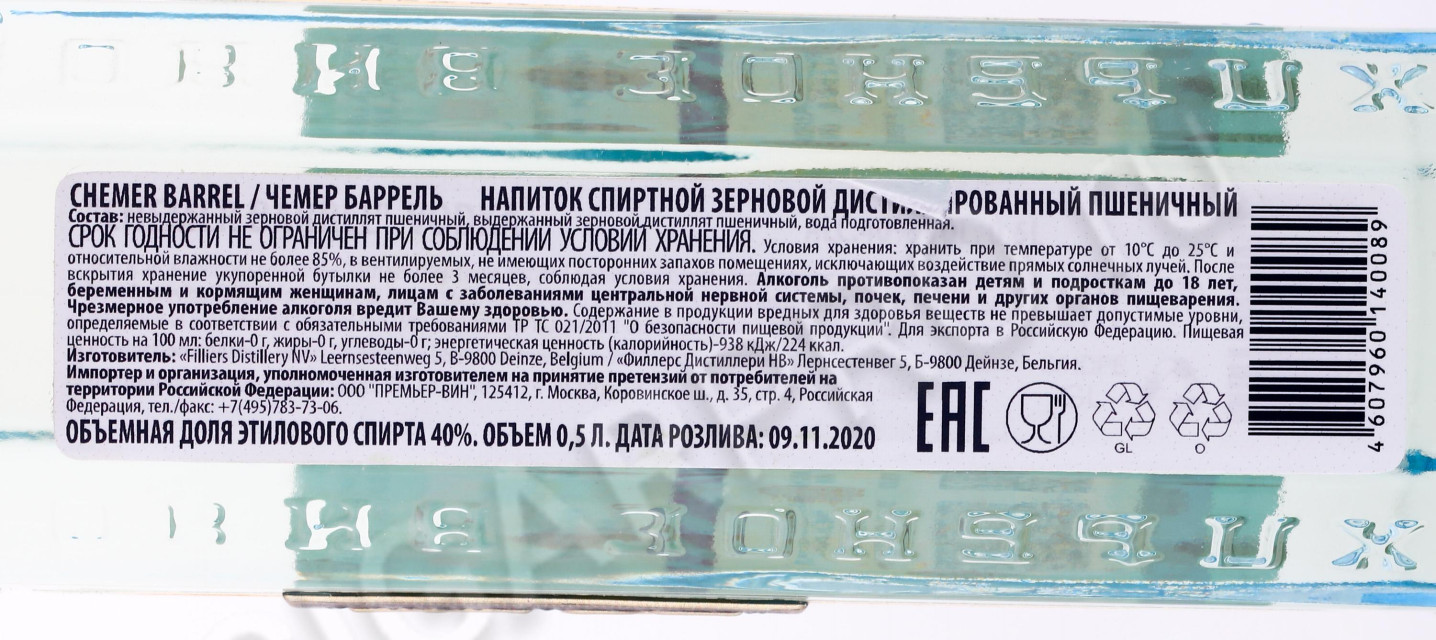 CHEMER BARREL / ЧЕМЕР БАРРЕЛЬ НАПИТОК СПИРТНОЙ ЗЕРНОВОЙ ПШЕНИЧНЫЙ
Состав: невыдержанный зерновой дистиллят пшеничный, выдержанный зерновой дистиллят пшеничный, вода подготовленная.
СРОК ГОДНОСТИ НЕ ОГРАНИЧЕН ПРИ СОБЛЮДЕНИИ УСЛОВИЙ ХРАНЕНИЯ. Условия хранения: хранить при температуре от 10°С до 25°С и
относительной влажности не более 85%, в вентилируемых, не имеющих посторонних запахов помещениях, исключающих воздействие прямых солнечных лучей. После
вскрытия хранение укупоренной бутылки не более 3 месяцев, соблюдая условия хранения. Алкоголь противопоказан детям и подросткам до 18 лет,
беременным и кормящим женщинам, лицам с заболеваниями центральной нервной системы, почек, печени и других органов пищеварения.
Чрезмерное употребление алкоголя вредит Вашему здоровью. Содержание в продукции вредных для здоровья веществ не превышает допустимые уровни,
определяемые в соответствии с обязательными требованиями ТР ТС 021/2011 "О безопасности пищевой продукции". Для экспорта в Российскую Федерацию. Пищевая
ценность на 100 мл: белки-0 г, жиры-0 г, углеводы-0 г; энергетическая ценность (калорийность)-938 кДж/224 ккал.
Изготовитель: «Filliers Distillery NV» Leernsesteenweg 5, B-9800 Deinze, Belgium / «Филлерс Дистиллери НВ» Лернсестенвег 5, Б-9800 Дейнзе, Бельгия.
Импортер и организация, уполномоченная изготовителем на принятие претензий от потребителей на
территории Российской Федерации: ООО "ПРЕМЬЕР-ВИН", 125412, г. Москва, Коровинское ш., д. 35, стр. 4, Российская
Федерация, тел./факс: +7(495)783-73-06.
ОБЪЕМНАЯ ДОЛЯ ЭТИЛОВОГО СПИРТА 40%. ОБЪЕМ 0,5 Л. ДАТА РОЗЛИВА: 09.11.2020
EAC
GL
O
4 607960 140089